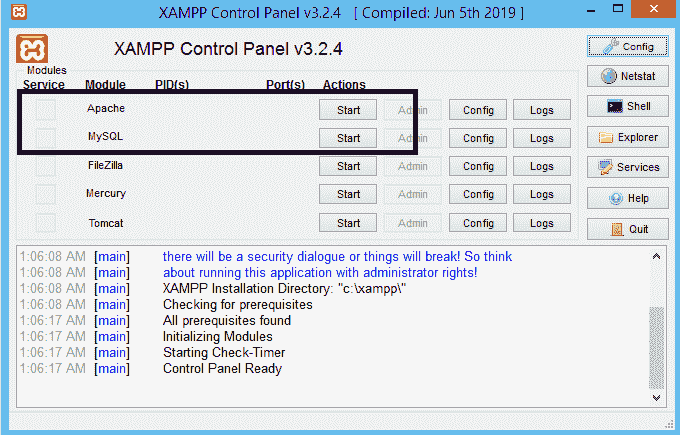 XAMPP Control Panel v3.2.4 [ Compiled: Jun 5th 2019 ]
XAMPP Control Panel v3.2.4
Config
Modules
Service Module PID(s) Port(s) Actions
Netstat
Apache Start Admin Config Logs
Shell
MySQL Start Admin Config Logs
Explorer
FileZilla Start Admin Config Logs
Services
Mercury Start Admin Config Logs
Help
Tomcat Start Admin Config Logs
Quit
1:06:08 AM [main] there will be a security dialogue or things will break! So think
1:06:08 AM [main] about running this application with administrator rights!
1:06:08 AM [main] XAMPP Installation Directory: "c:\xampp\"
1:06:08 AM [main] Checking for prerequisites
1:06:17 AM [main] All prerequisites found
1:06:17 AM [main] Initializing Modules
1:06:17 AM [main] Starting Check-Timer
1:06:17 AM [main] Control Panel Ready